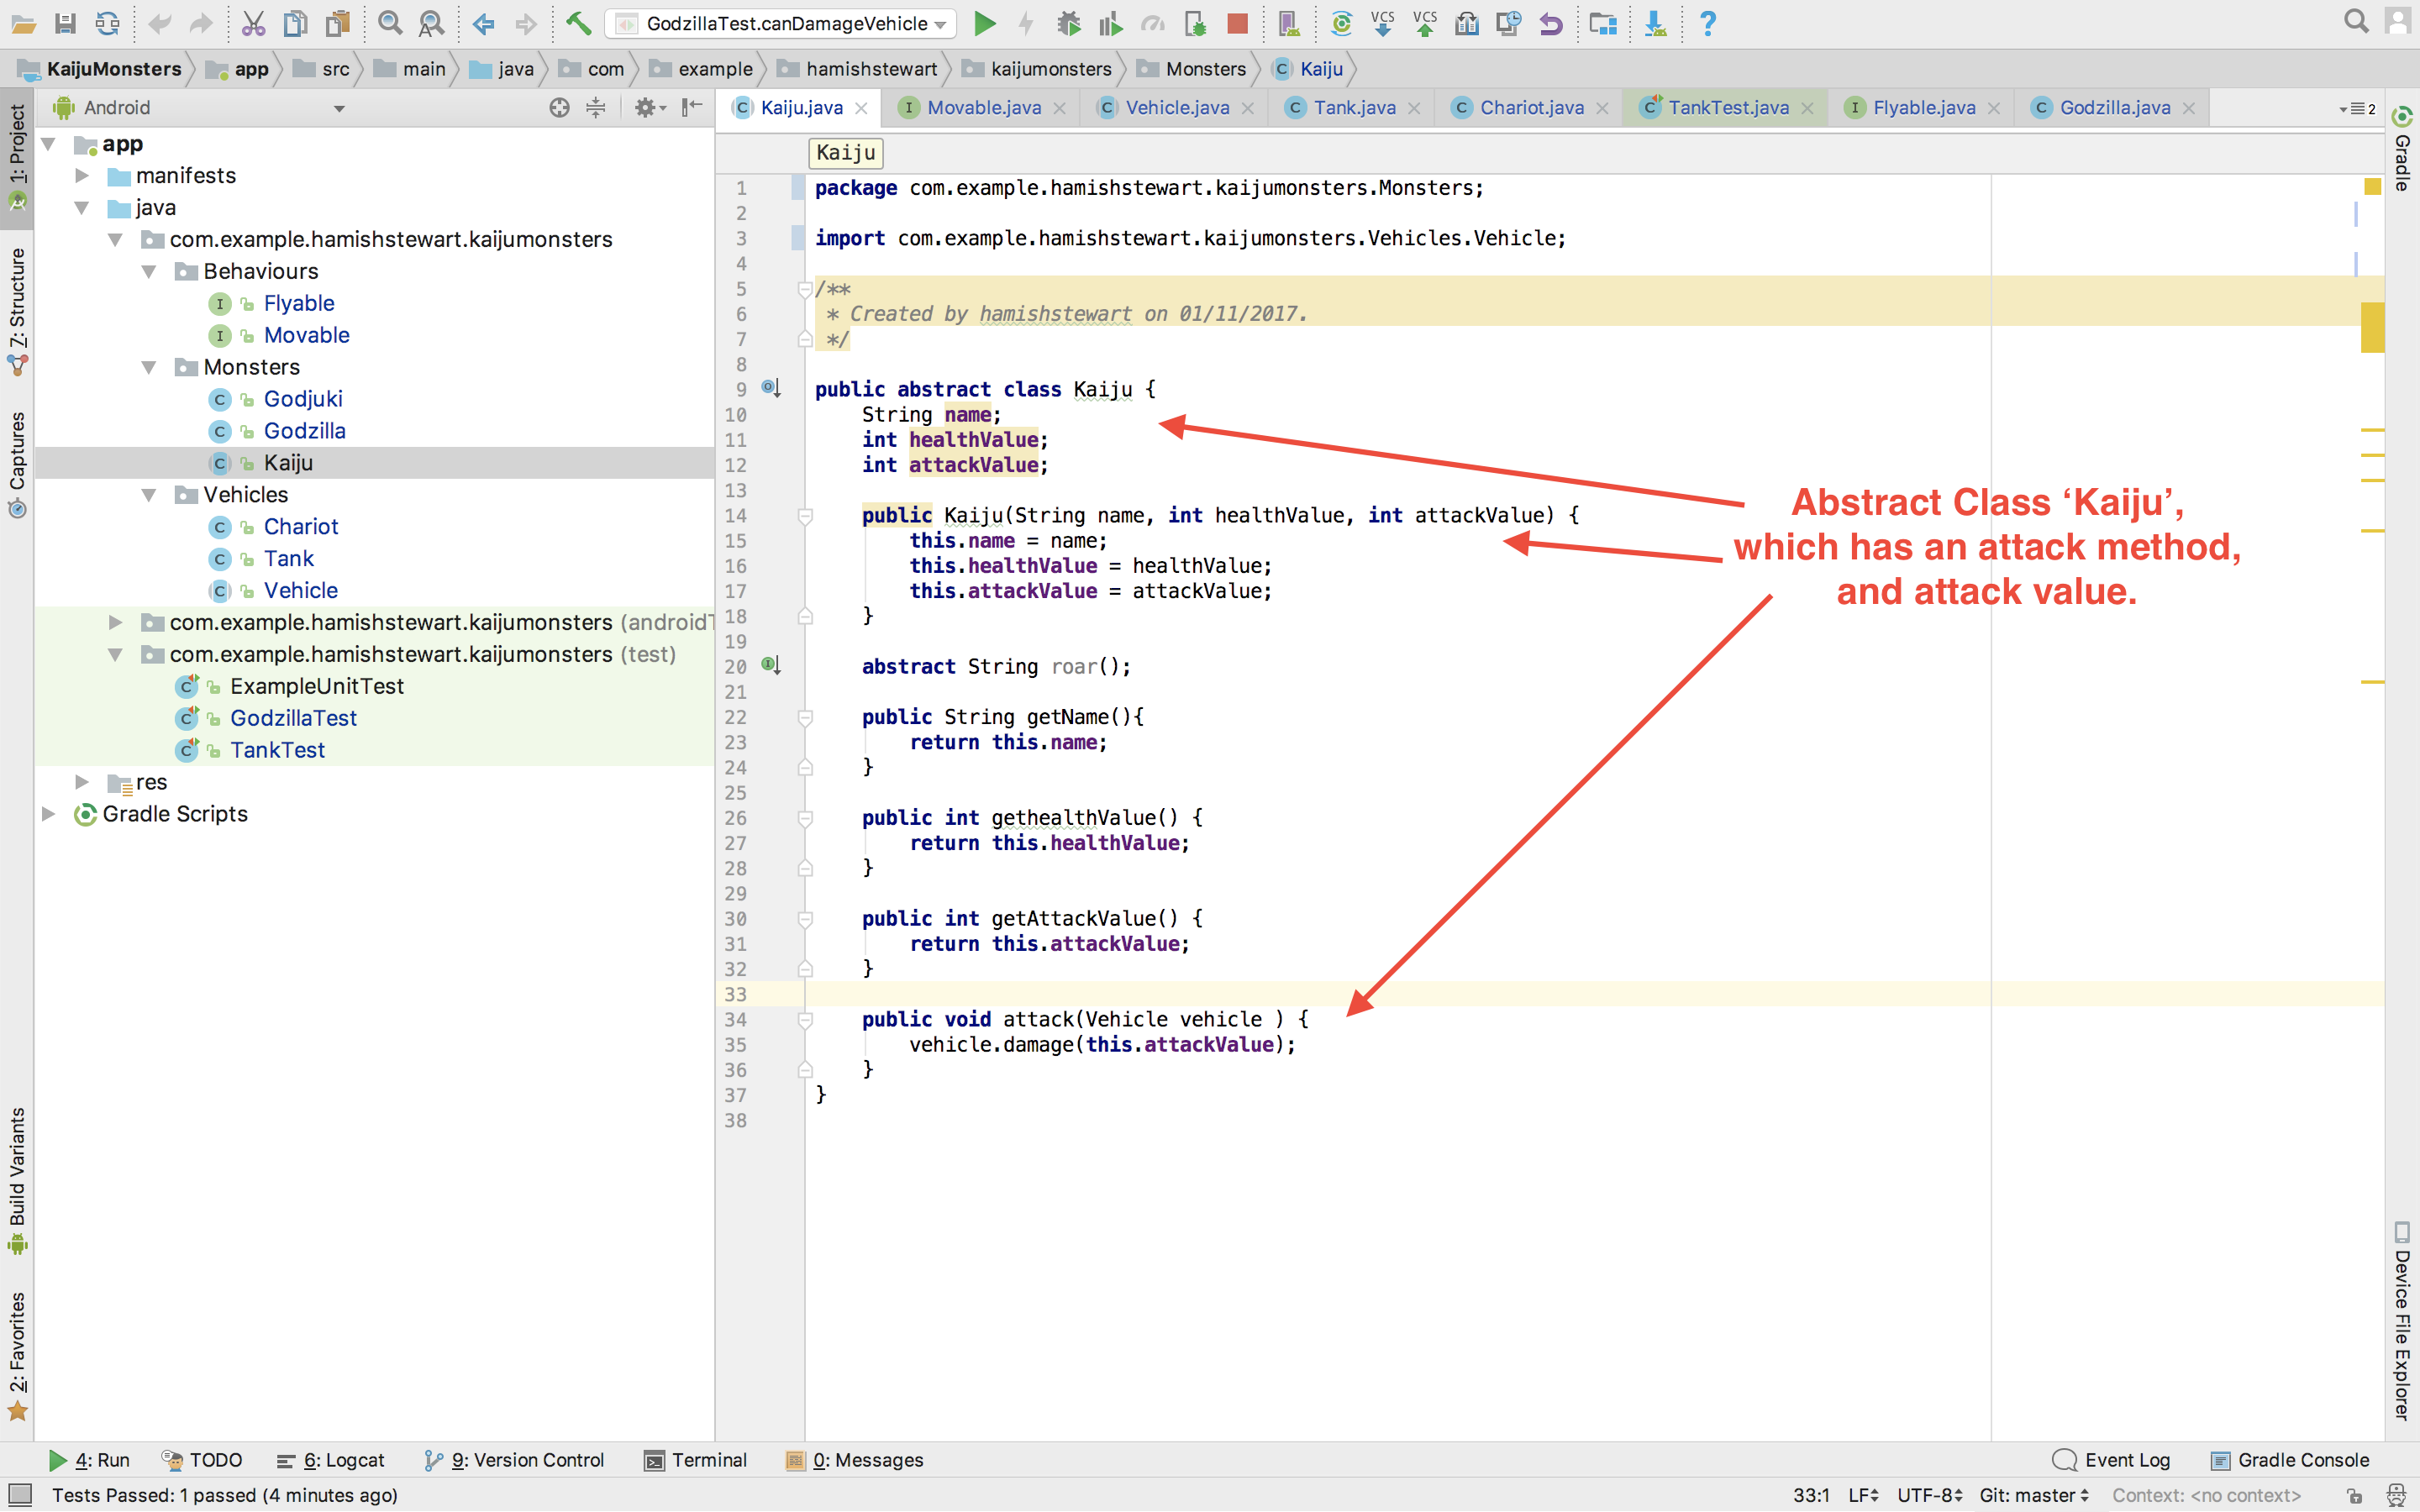 GodzillaTest.canDamageVehicle
VCS VCS
KaijuMonsters app src main java com example hamishstewart kaijumonsters Monsters Kaiju
Android
Kaiju.java Movable.java Vehicle.java Tank.java Chariot.java TankTest.java Flyable.java Godzilla.java 2
1: Project
7: Structure
Captures
Build Variants
2: Favorites
app
manifests
java
com.example.hamishstewart.kaijumonsters
Behaviours
Flyable
Movable
Monsters
Godjuki
Godzilla
Kaiju
Vehicles
Chariot
Tank
Vehicle
com.example.hamishstewart.kaijumonsters (androidT
com.example.hamishstewart.kaijumonsters (test)
ExampleUnitTest
GodzillaTest
TankTest
res
Gradle Scripts
Kaiju
1 package com.example.hamishstewart.kaijumonsters.Monsters;
2
3 import com.example.hamishstewart.kaijumonsters.Vehicles.Vehicle;
4
5 /**
6 * Created by hamishstewart on 01/11/2017.
7 */
8
9 public abstract class Kaiju {
10 String name;
11 int healthValue;
12 int attackValue;
13
14 public Kaiju(String name, int healthValue, int attackValue) {
15 this.name = name;
16 this.healthValue = healthValue;
17 this.attackValue = attackValue;
18 }
19
20 abstract String roar();
21
22 public String getName(){
23 return this.name;
24 }
25
26 public int gethealthValue() {
27 return this.healthValue;
28 }
29
30 public int getAttackValue() {
31 return this.attackValue;
32 }
33
34 public void attack(Vehicle vehicle ) {
35 vehicle.damage(this.attackValue);
36 }
37 }
38
Abstract Class ‘Kaiju’,
which has an attack method,
and attack value.
Gradle
Device File Explorer
4: Run TODO 6: Logcat 9: Version Control Terminal 0: Messages Event Log Gradle Console
Tests Passed: 1 passed (4 minutes ago) 33:1 LF UTF-8 Git: master Context: <no context>